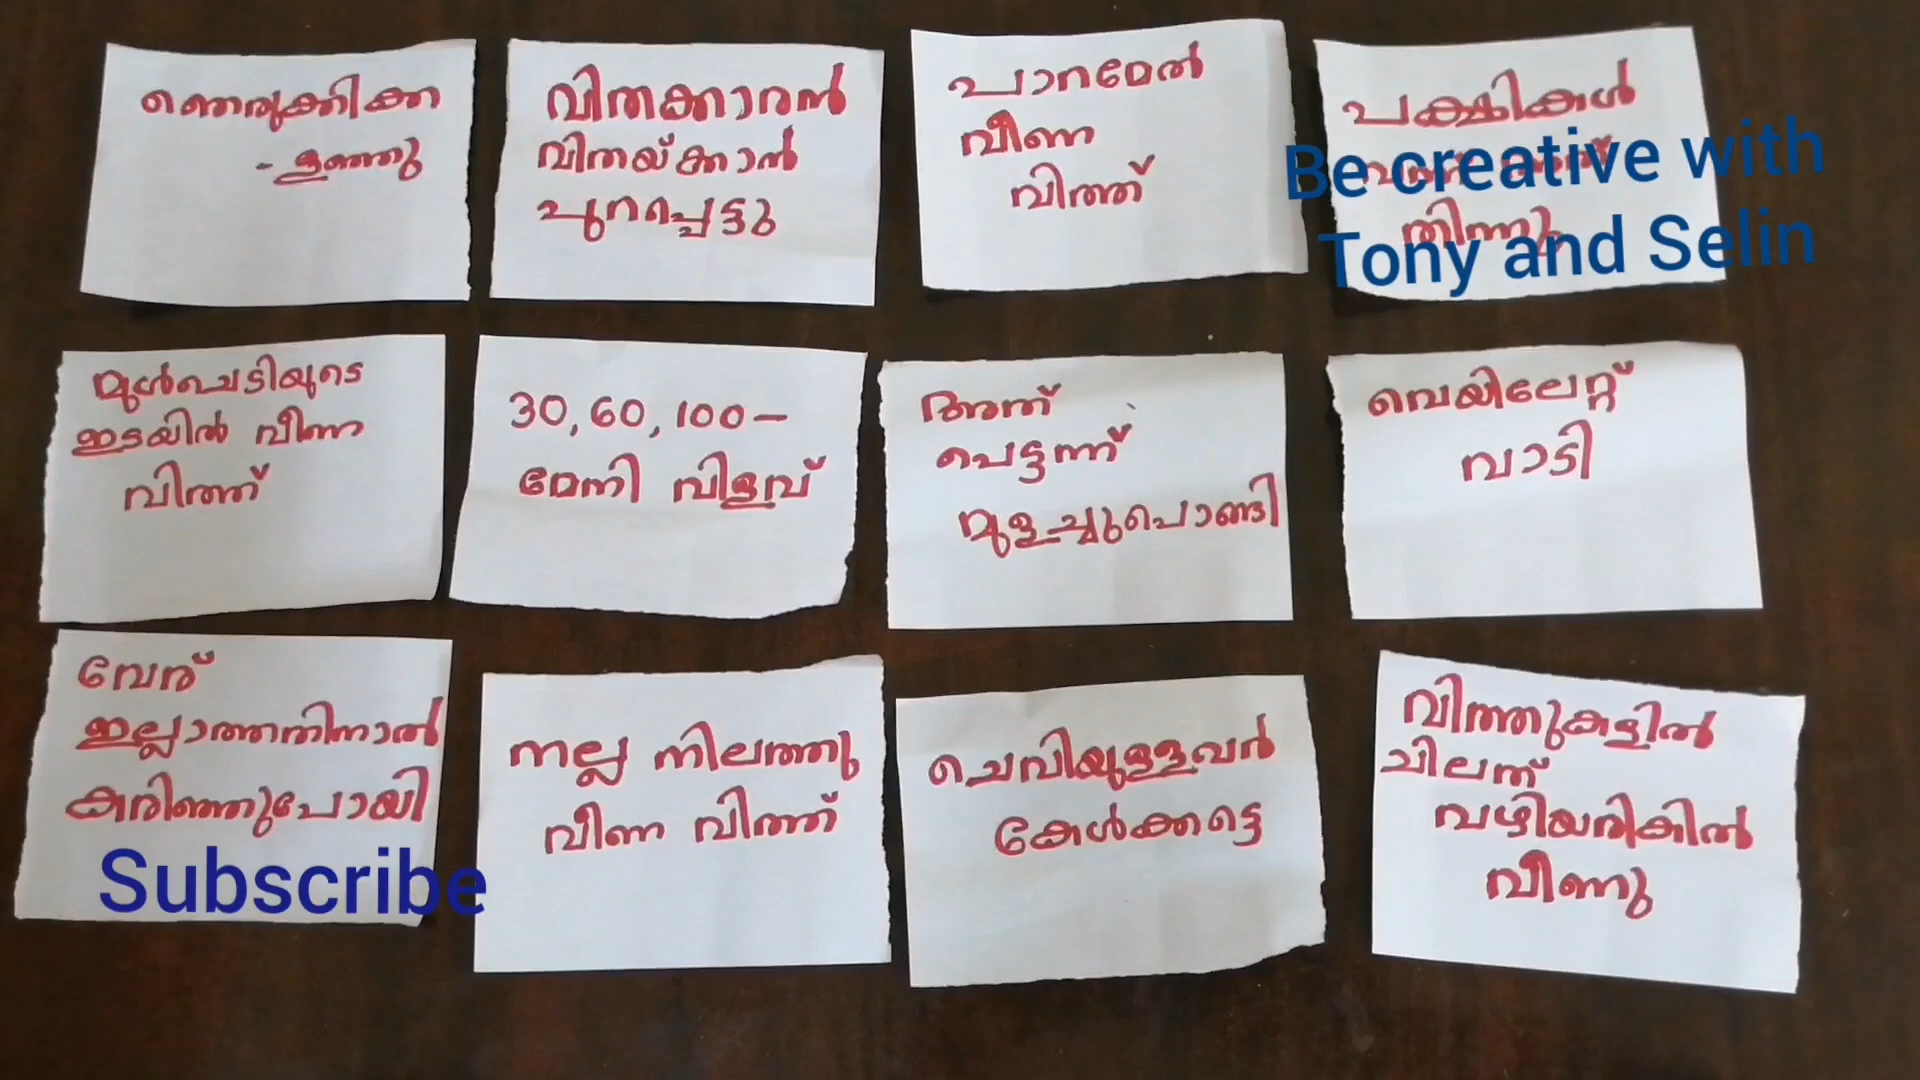 ഞെരുക്കിക്ക
-ളഞ്ഞു
വിതക്കാരൻ
വിതയ്ക്കാൻ
പുറപ്പെട്ടു
പാറമേൽ
വീണ
വിത്ത്
പക്ഷികൾ
തിന്നു
Be creative with
Tony and Selin
മുൾചെടിയുടെ
ഇടയിൽ വീണ
വിത്ത്
30, 60, 100-
മേനി വിളവ്
അത്
പെട്ടന്ന്
മുളച്ചുപൊങ്ങി
വെയിലേറ്റ്
വാടി
വേര്
ഇല്ലാത്തതിനാൽ
കരിഞ്ഞുപോയി
Subscribe
നല്ല നിലത്തു
വീണ വിത്ത്
ചെവിയുള്ളവർ
കേൾക്കട്ടെ
വിത്തുകളിൽ
ചിലത്
വഴിയരികിൽ
വീണു